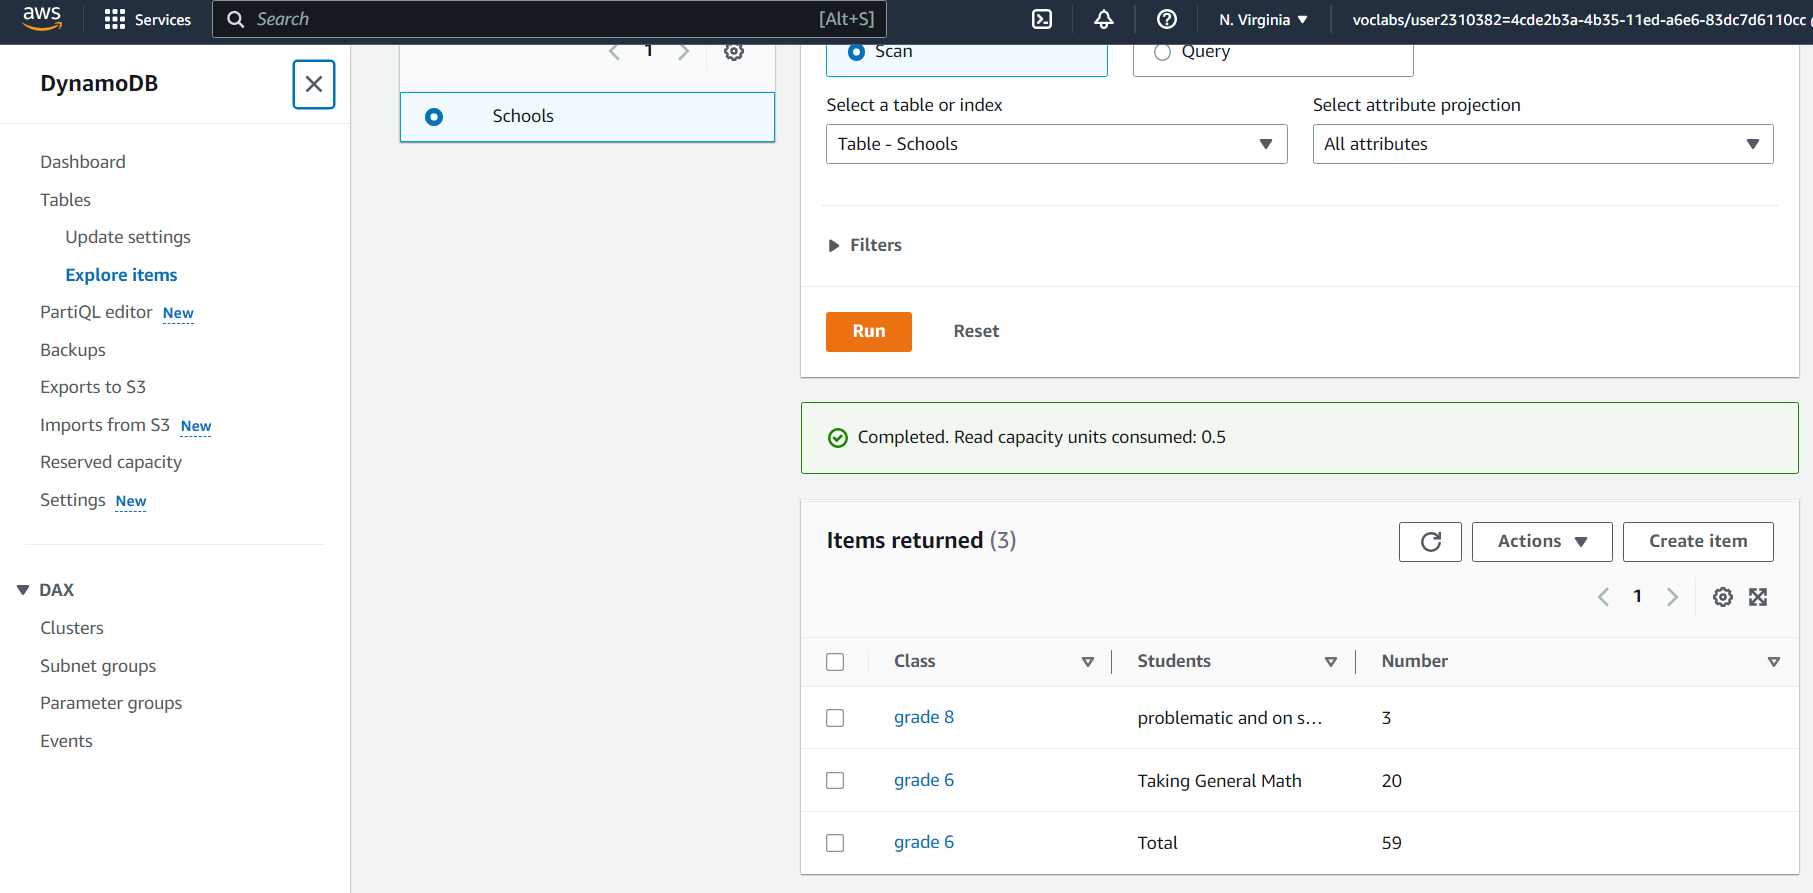 aws
Services
Search
[Alt+S]
N. Virginia
voclabs/user2310382=4cde2b3a-4b35-11ed-a6e6-83dc7d6110cc
DynamoDB
Dashboard
Tables
Update settings
Explore items
PartiQL editor New
Backups
Exports to S3
Imports from S3 New
Reserved capacity
Settings New
DAX
Clusters
Subnet groups
Parameter groups
Events
1
Schools
Scan
Query
Select a table or index
Select attribute projection
Table - Schools
All attributes
Filters
Run
Reset
Completed. Read capacity units consumed: 0.5
Items returned (3)
Actions
Create item
1
Class Students Number
grade 8 problematic and on s... 3
grade 6 Taking General Math 20
grade 6 Total 59